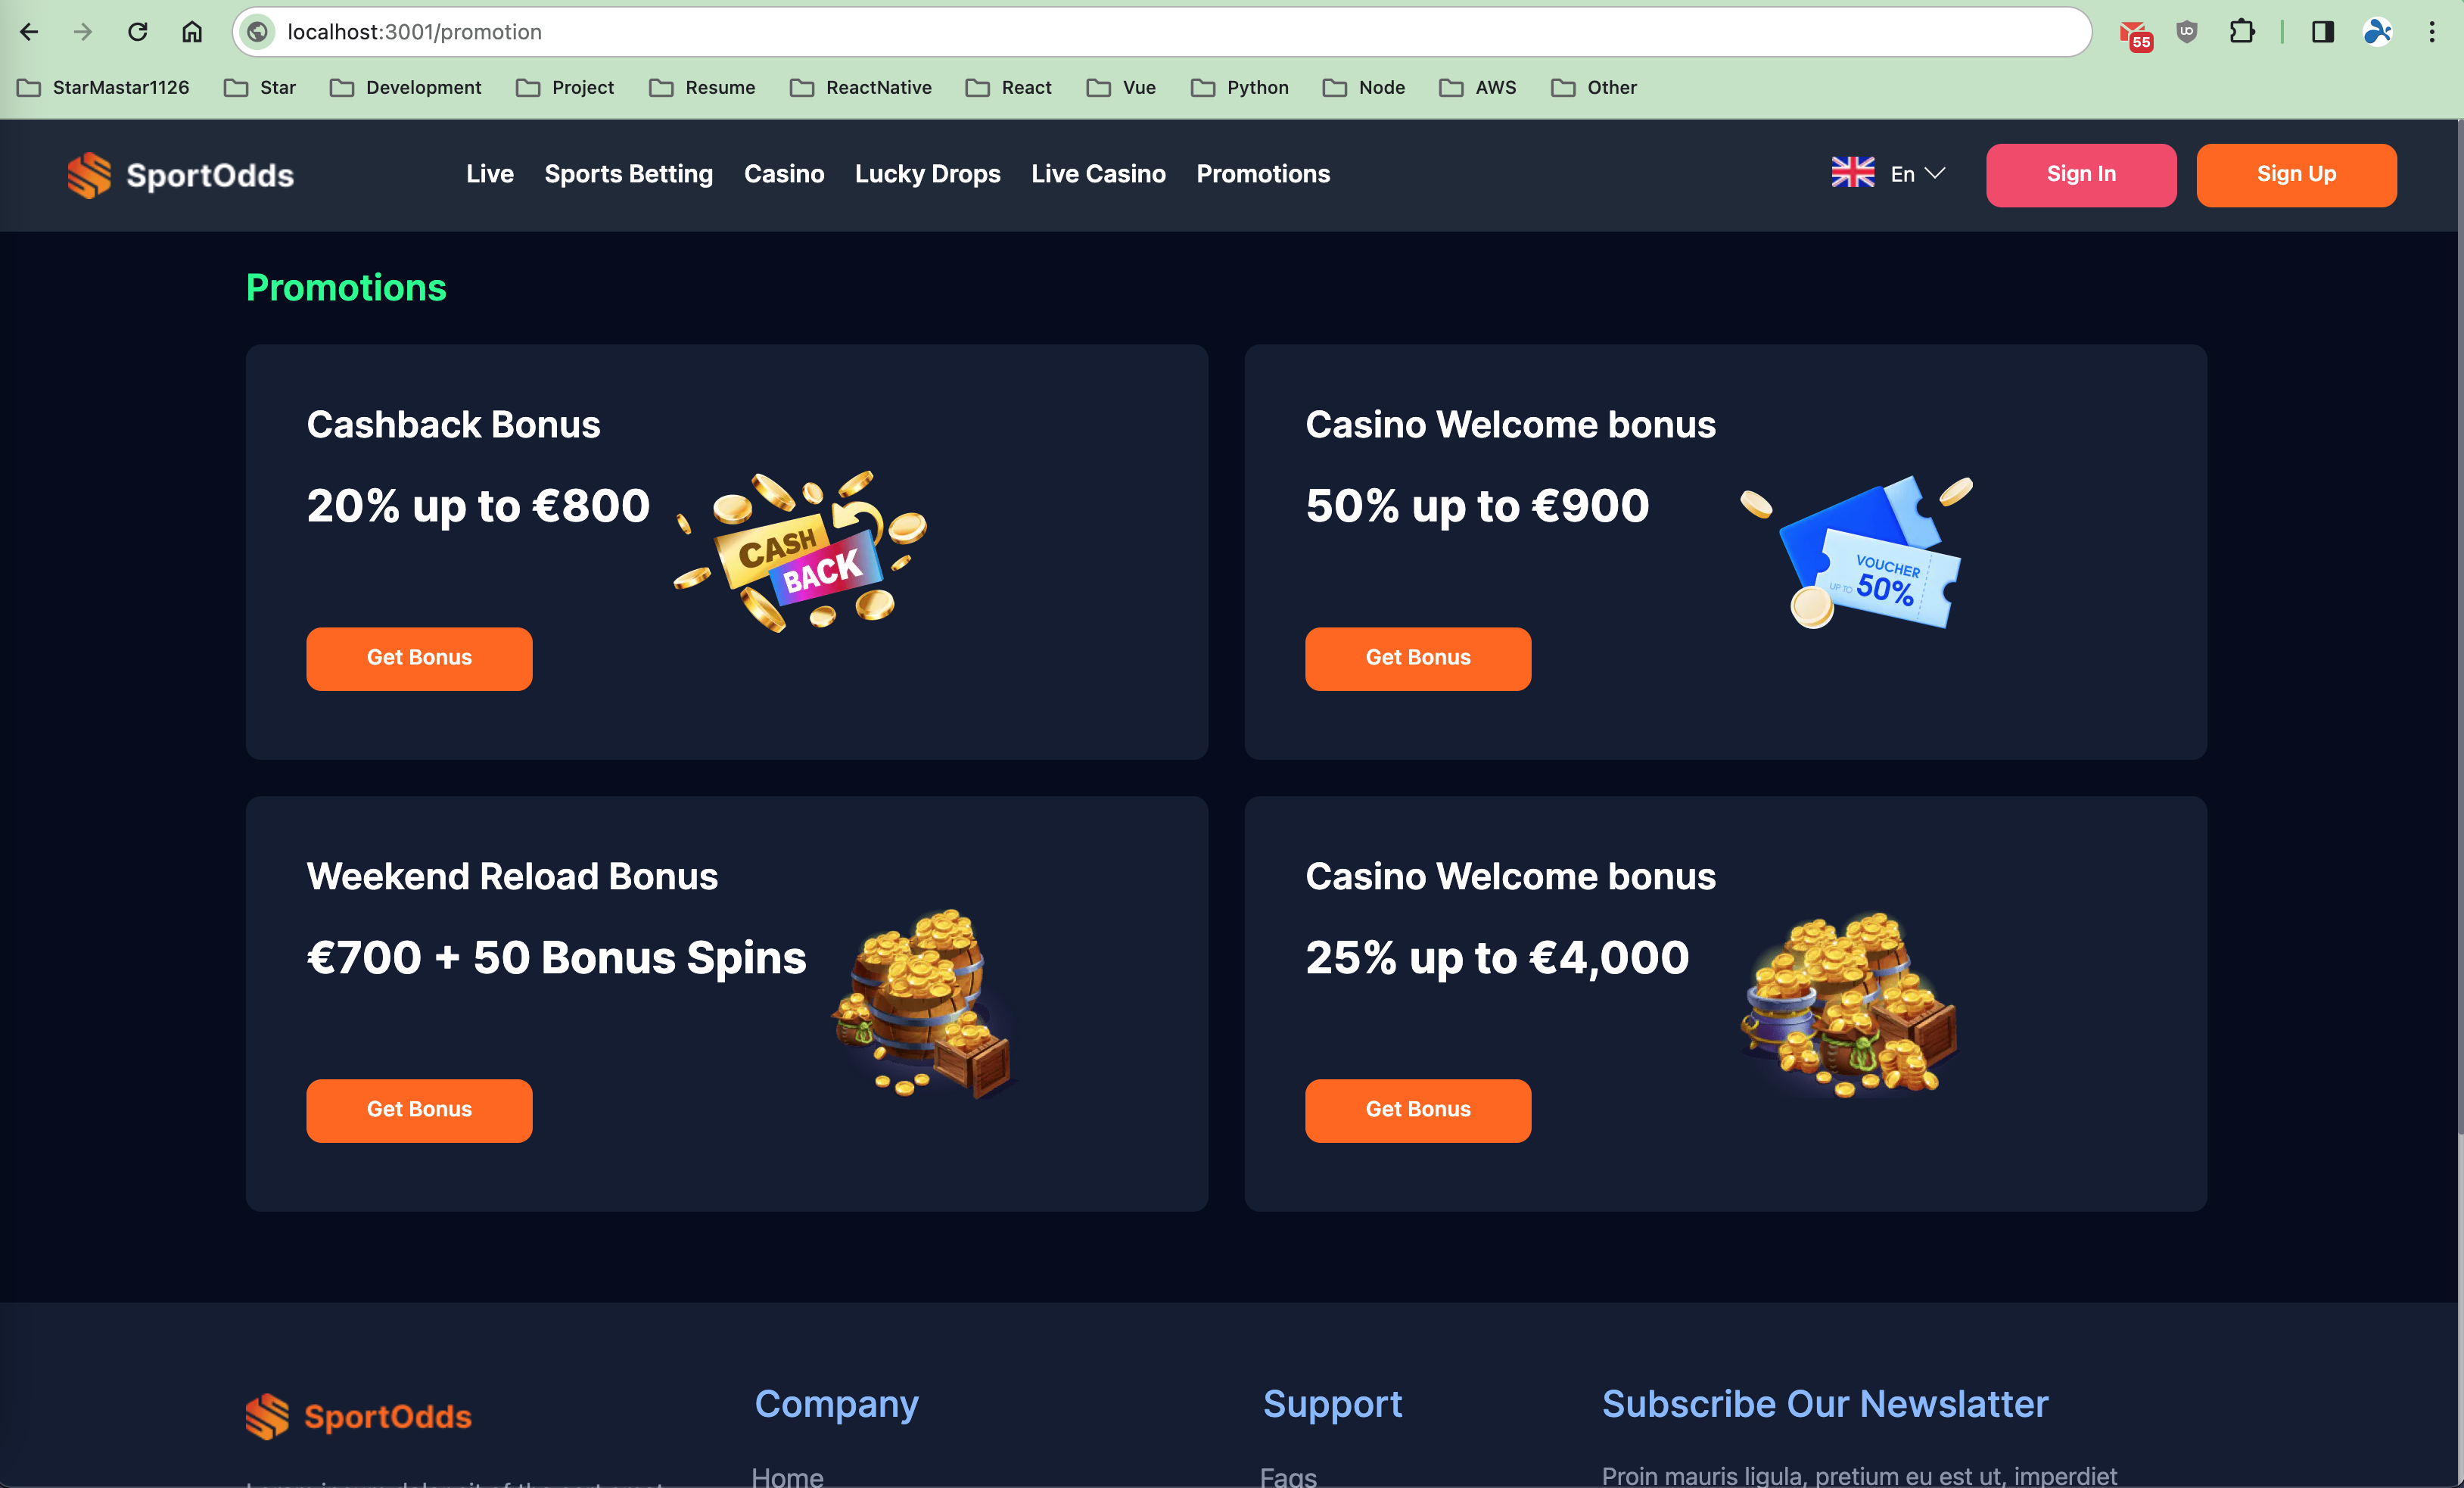 localhost:3001/promotion
55
StarMastar1126 Star Development Project Resume ReactNative React Vue Python Node AWS Other
SportOdds Live Sports Betting Casino Lucky Drops Live Casino Promotions En Sign In Sign Up
Promotions
Cashback Bonus
20% up to €800
CASH
BACK
Get Bonus
Casino Welcome bonus
50% up to €900
VOUCHER
UP TO 50%
Get Bonus
Weekend Reload Bonus
€700 + 50 Bonus Spins
Get Bonus
Casino Welcome bonus
25% up to €4,000
Get Bonus
SportOdds
Company
Home
Support
Faqs
Subscribe Our Newslatter
Proin mauris ligula, pretium eu est ut, imperdiet